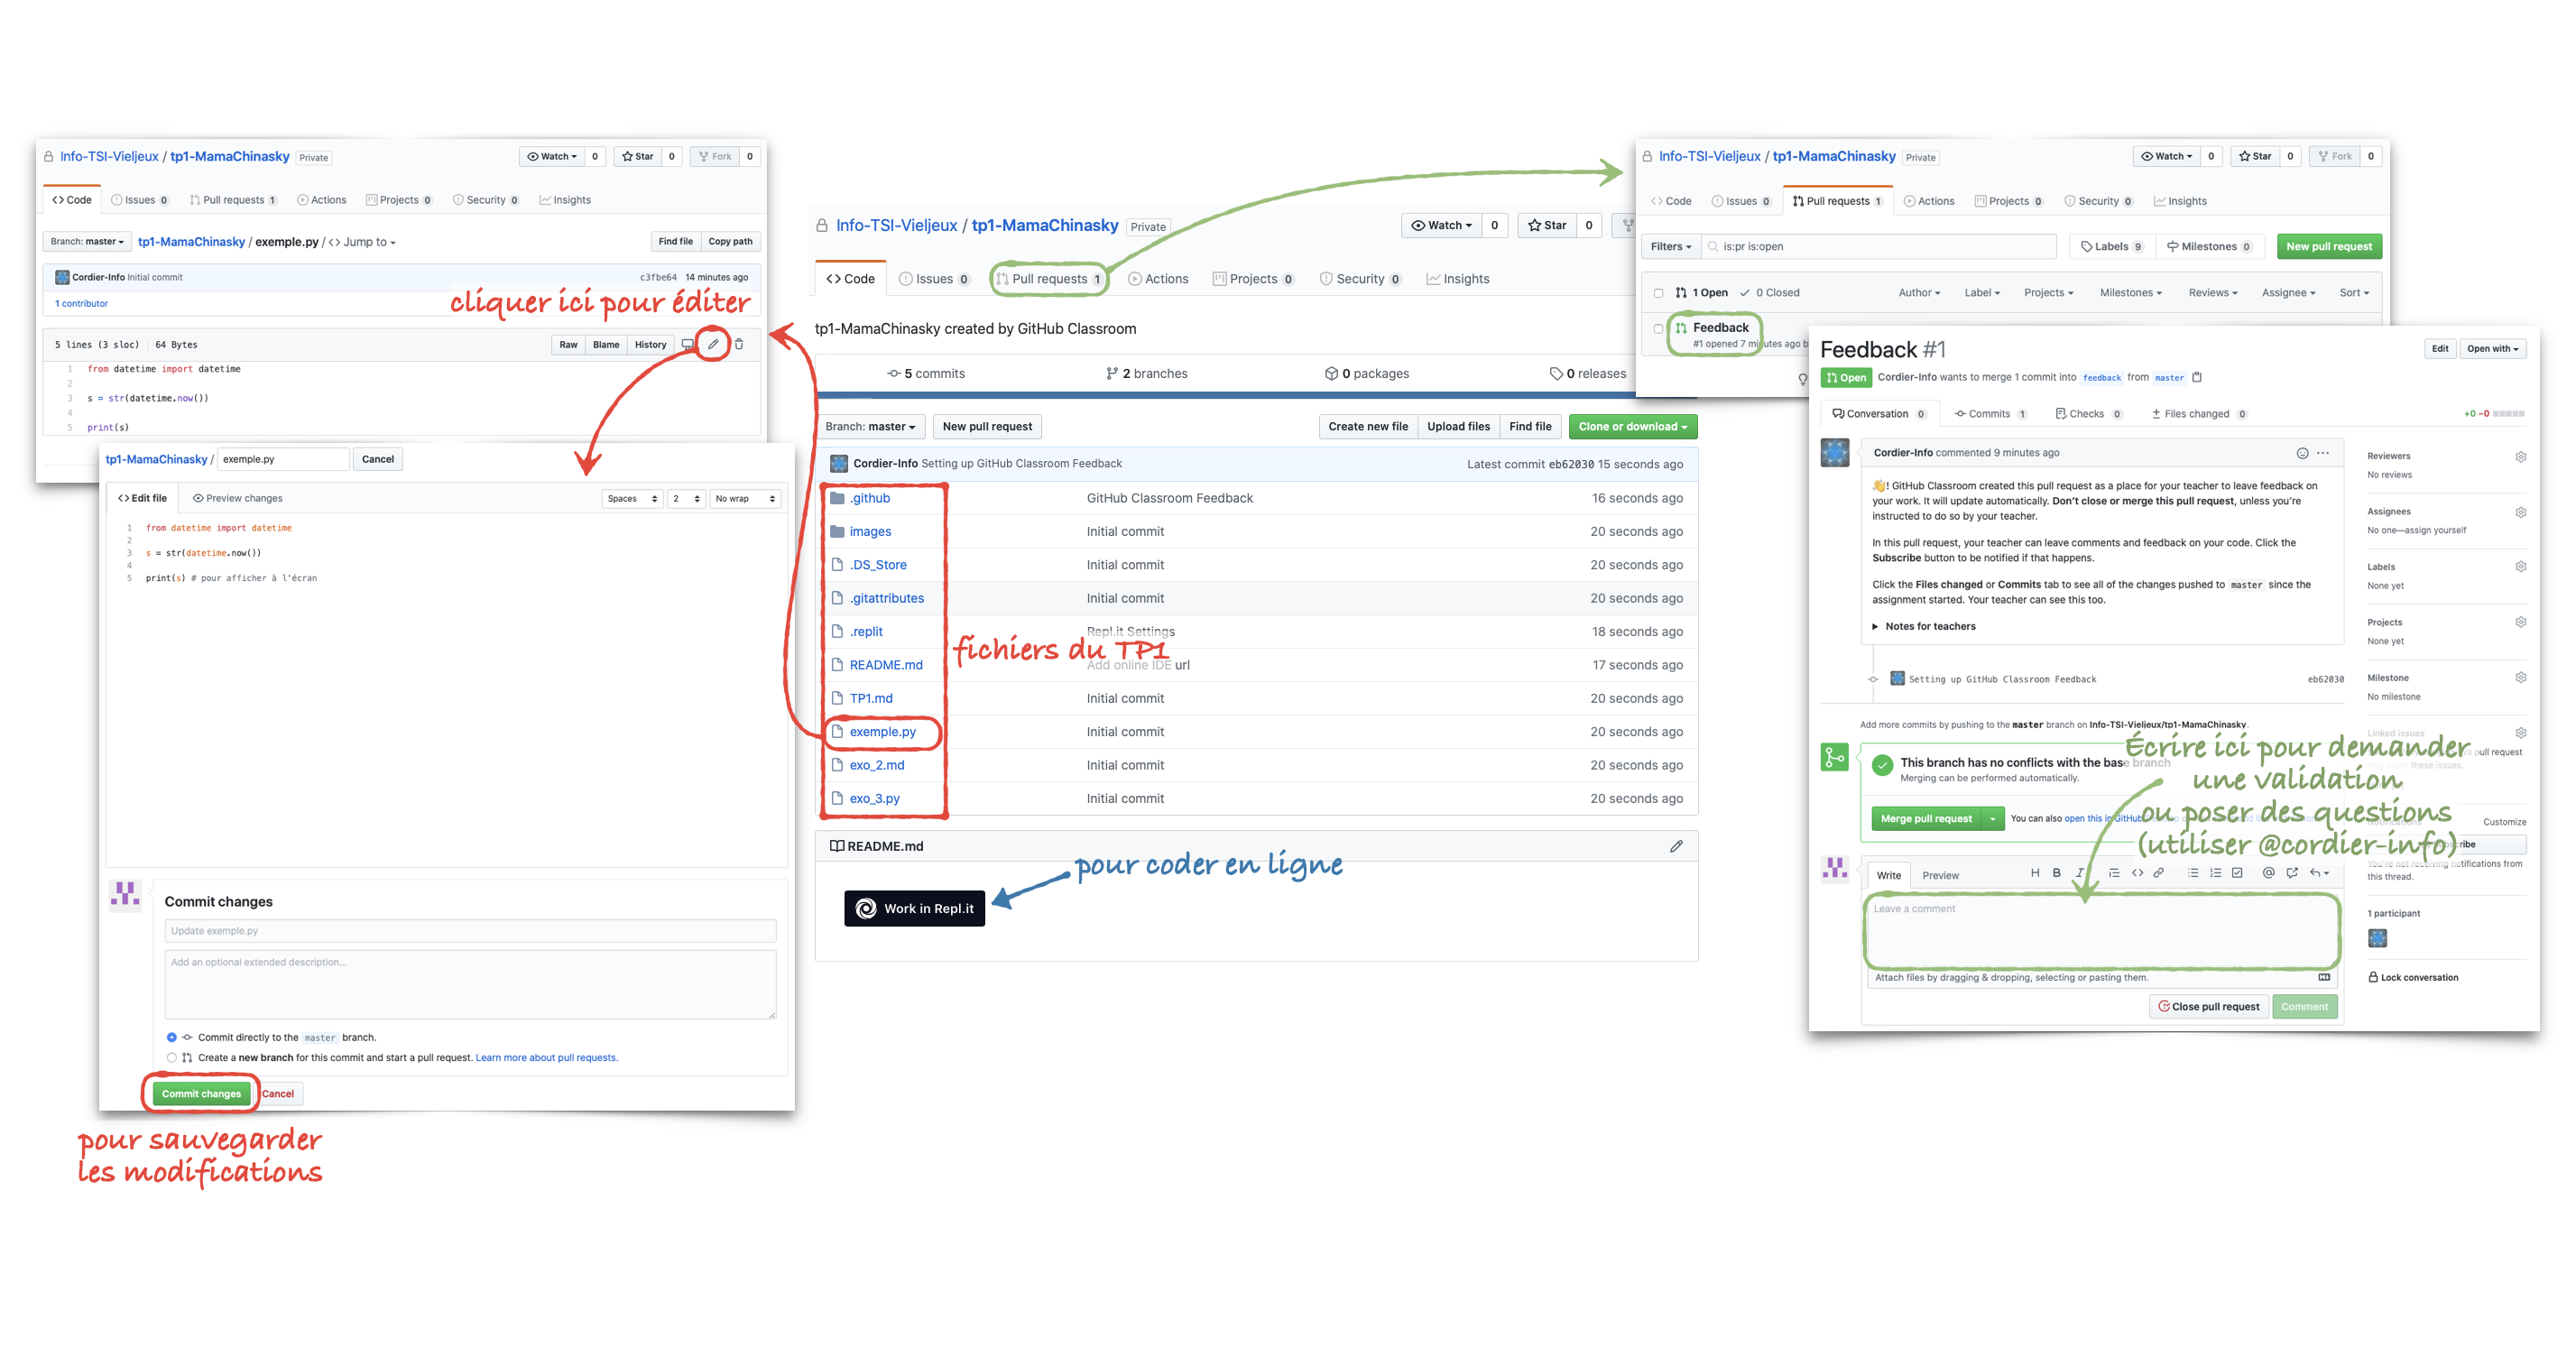 Info-TSI-Vieljeux / tp1-MamaChinasky Private
Watch 0 Star 0 Fork 0
Code Issues 0 Pull requests 1 Actions Projects 0 Security 0 Insights
Branch: master tp1-MamaChinasky / exemple.py / Jump to
Find file Copy path
Cordier-Info Initial commit c3fbe64 14 minutes ago
1 contributor
cliquer ici pour éditer
5 lines (3 sloc) 64 Bytes
Raw Blame History
1 from datetime import datetime
2
3 s = str(datetime.now())
4
5 print(s)
tp1-MamaChinasky / exemple.py Cancel
Edit file Preview changes Spaces 2 No wrap
1 from datetime import datetime
2
3 s = str(datetime.now())
4
5 print(s) # pour afficher à l'écran
Commit changes
Update exemple.py
Add an optional extended description...
Commit directly to the master branch.
Create a new branch for this commit and start a pull request. Learn more about pull requests.
Commit changes Cancel
pour sauvegarder
les modifications
Info-TSI-Vieljeux / tp1-MamaChinasky Private
Watch 0 Star 0
Code Issues 0 Pull requests 1 Actions Projects 0 Security 0 Insights
tp1-MamaChinasky created by GitHub Classroom
5 commits 2 branches 0 packages 0 releases
Branch: master New pull request Create new file Upload files Find file Clone or download
Cordier-Info Setting up GitHub Classroom Feedback Latest commit eb62030 15 seconds ago
.github GitHub Classroom Feedback 16 seconds ago
images Initial commit 20 seconds ago
.DS_Store Initial commit 20 seconds ago
.gitattributes Initial commit 20 seconds ago
.replit Repl.it Settings 18 seconds ago
fichiers du TP1
README.md Add online IDE url 17 seconds ago
TP1.md Initial commit 20 seconds ago
exemple.py Initial commit 20 seconds ago
exo_2.md Initial commit 20 seconds ago
exo_3.py Initial commit 20 seconds ago
README.md
pour coder en ligne
Work in Repl.it
Info-TSI-Vieljeux / tp1-MamaChinasky Private
Watch 0 Star 0 Fork 0
Code Issues 0 Pull requests 1 Actions Projects 0 Security 0 Insights
Filters is:pr is:open Labels 9 Milestones 0 New pull request
1 Open 0 Closed Author Label Projects Milestones Reviews Assignee Sort
Feedback
#1 opened 7 minutes ago b
Feedback #1
Edit Open with
Open Cordier-Info wants to merge 1 commit into feedback from master
Conversation 0 Commits 1 Checks 0 Files changed 0 +0 −0
Cordier-Info commented 9 minutes ago
! GitHub Classroom created this pull request as a place for your teacher to leave feedback on
your work. It will update automatically. Don't close or merge this pull request, unless you're
instructed to do so by your teacher.
In this pull request, your teacher can leave comments and feedback on your code. Click the
Subscribe button to be notified if that happens.
Click the Files changed or Commits tab to see all of the changes pushed to master since the
assignment started. Your teacher can see this too.
Notes for teachers
Setting up GitHub Classroom Feedback eb62030
Add more commits by pushing to the master branch on Info-TSI-Vieljeux/tp1-MamaChinasky.
This branch has no conflicts with the base branch
Merging can be performed automatically.
Merge pull request You can also open this in GitHub
Écrire ici pour demander
une validation
ou poser des questions
(utiliser @cordier-info)
Write Preview
Leave a comment
Attach files by dragging & dropping, selecting or pasting them.
Close pull request Comment
Reviewers
No reviews
Assignees
No one—assign yourself
Labels
None yet
Projects
None yet
Milestone
No milestone
Linked issues
pull request
these issues.
Customize
You're not receiving notifications from
this thread.
1 participant
Lock conversation